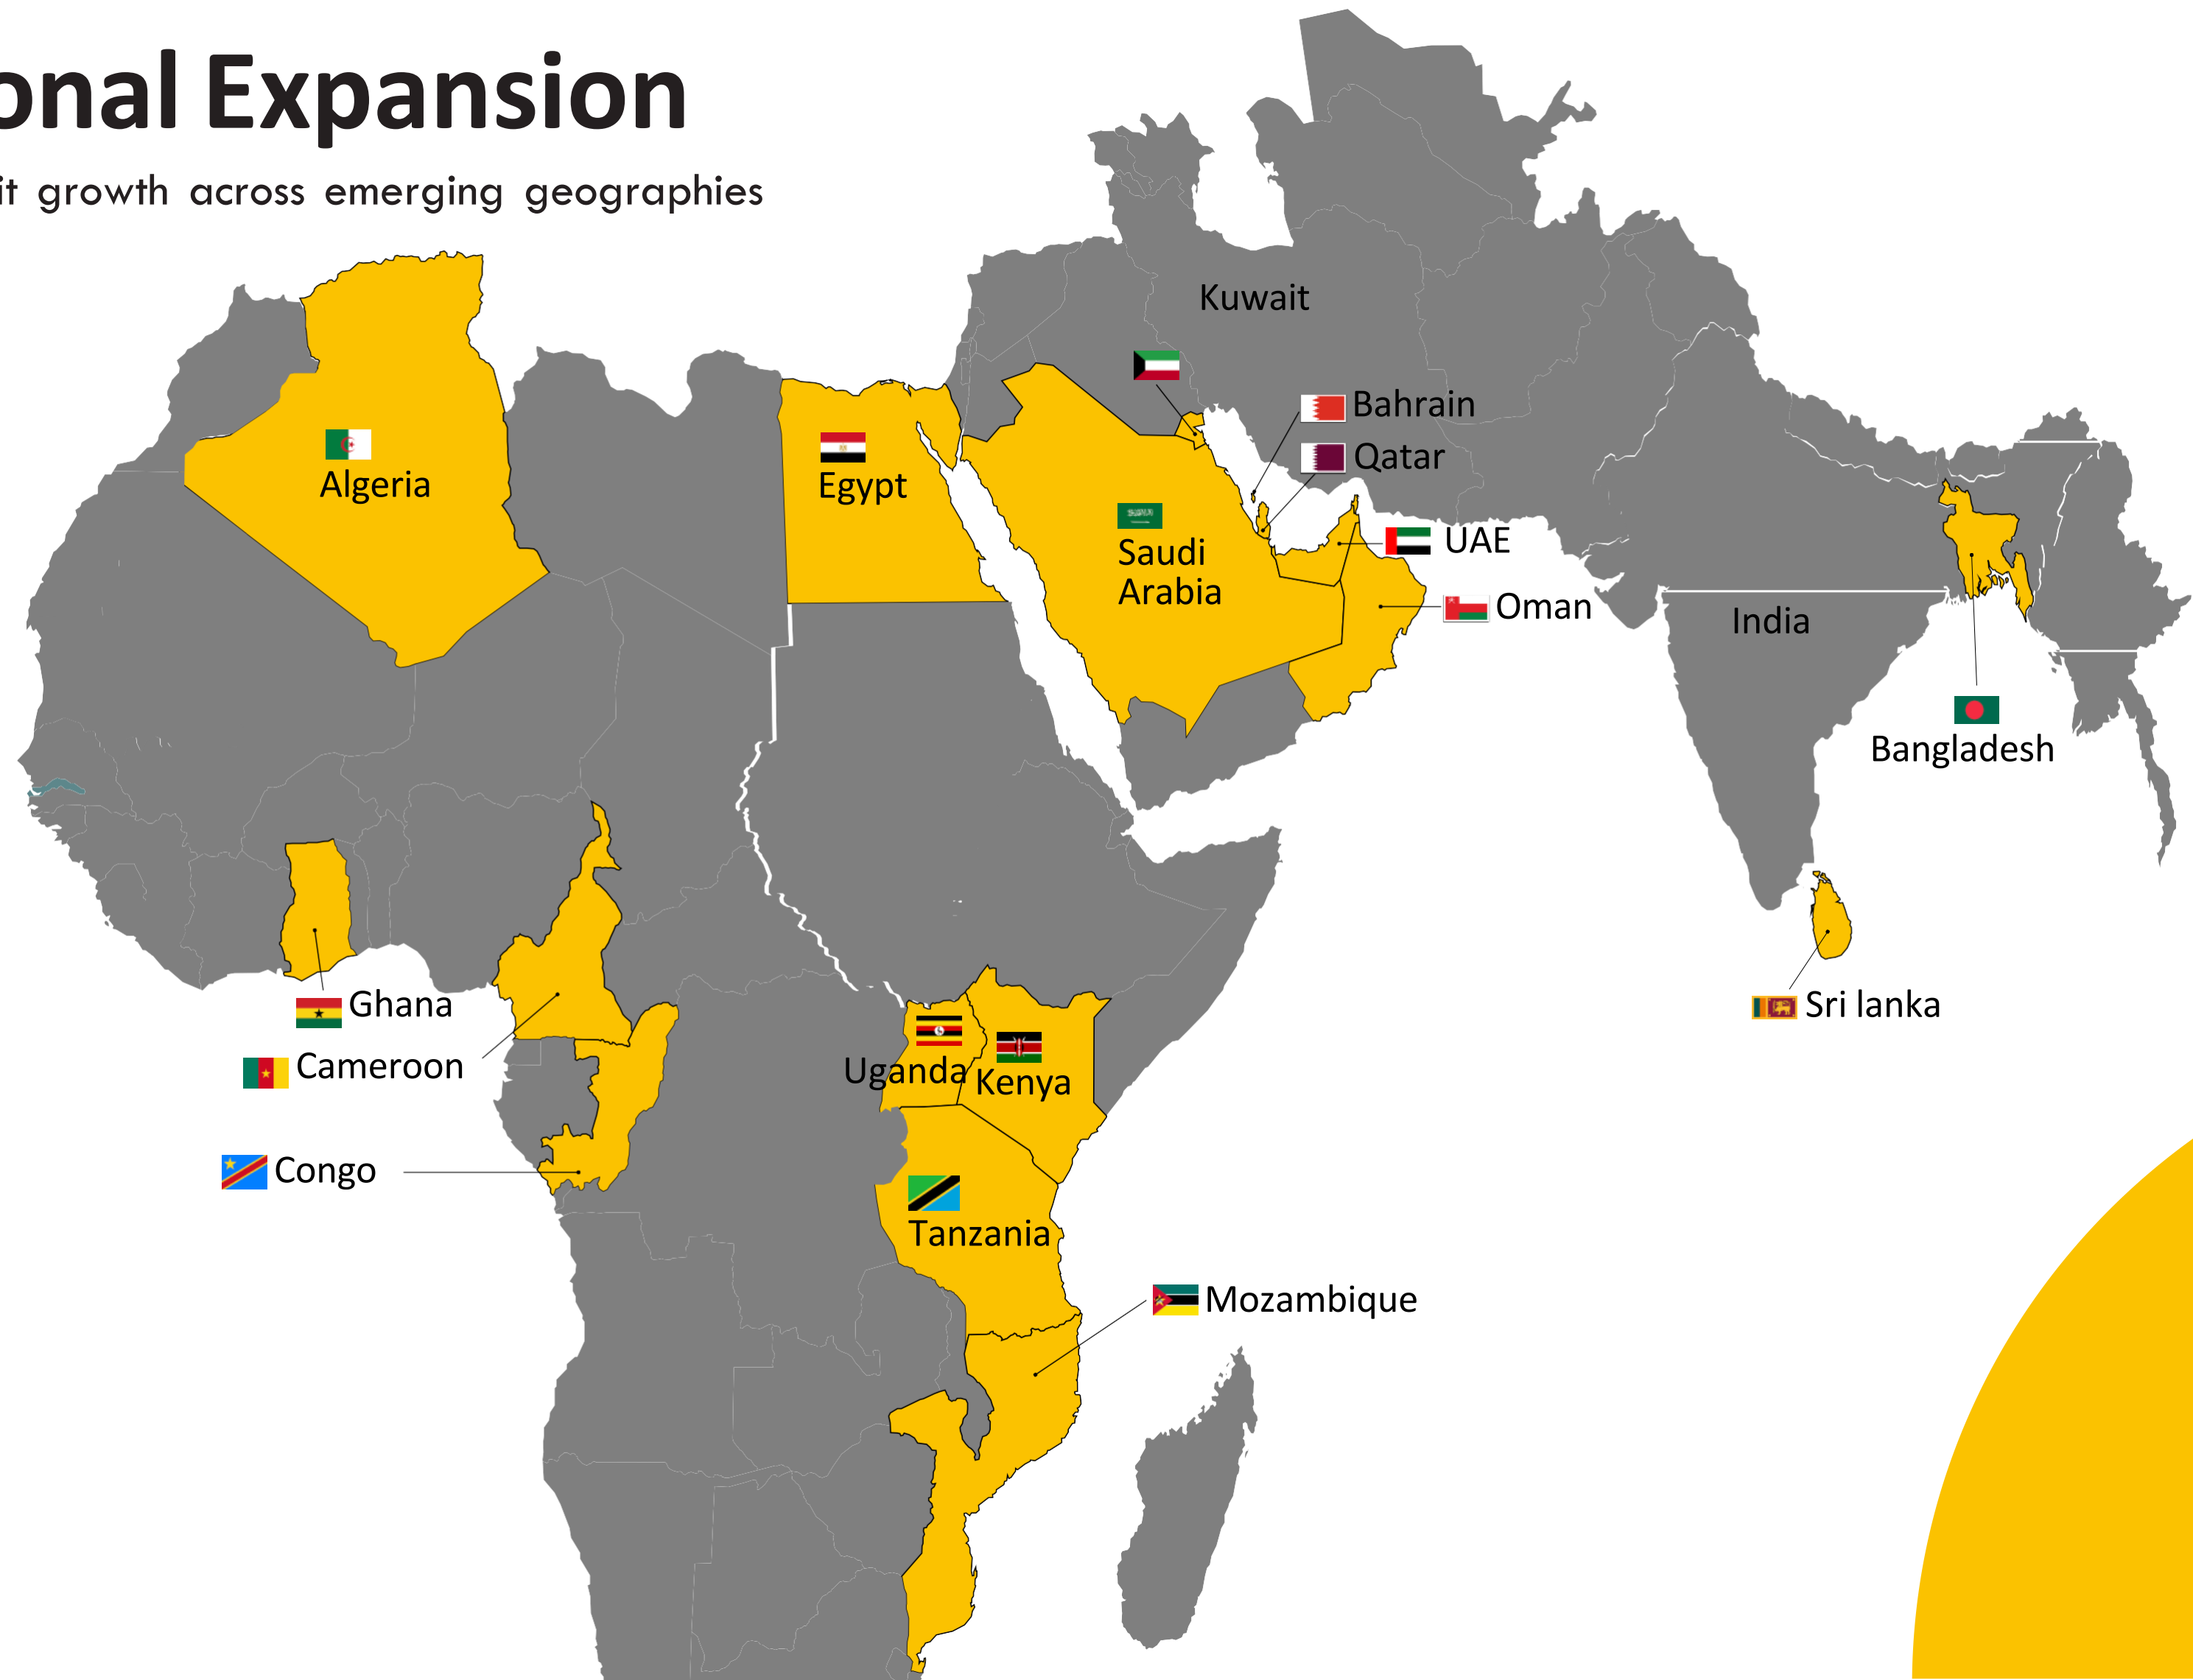 onal Expansion
it growth across emerging geographies
Kuwait
Bahrain
Qatar
Algeria
Egypt
Saudi
Arabia
UAE
Oman
India
Bangladesh
Ghana
Sri lanka
Cameroon
Uganda
Kenya
Congo
Tanzania
Mozambique